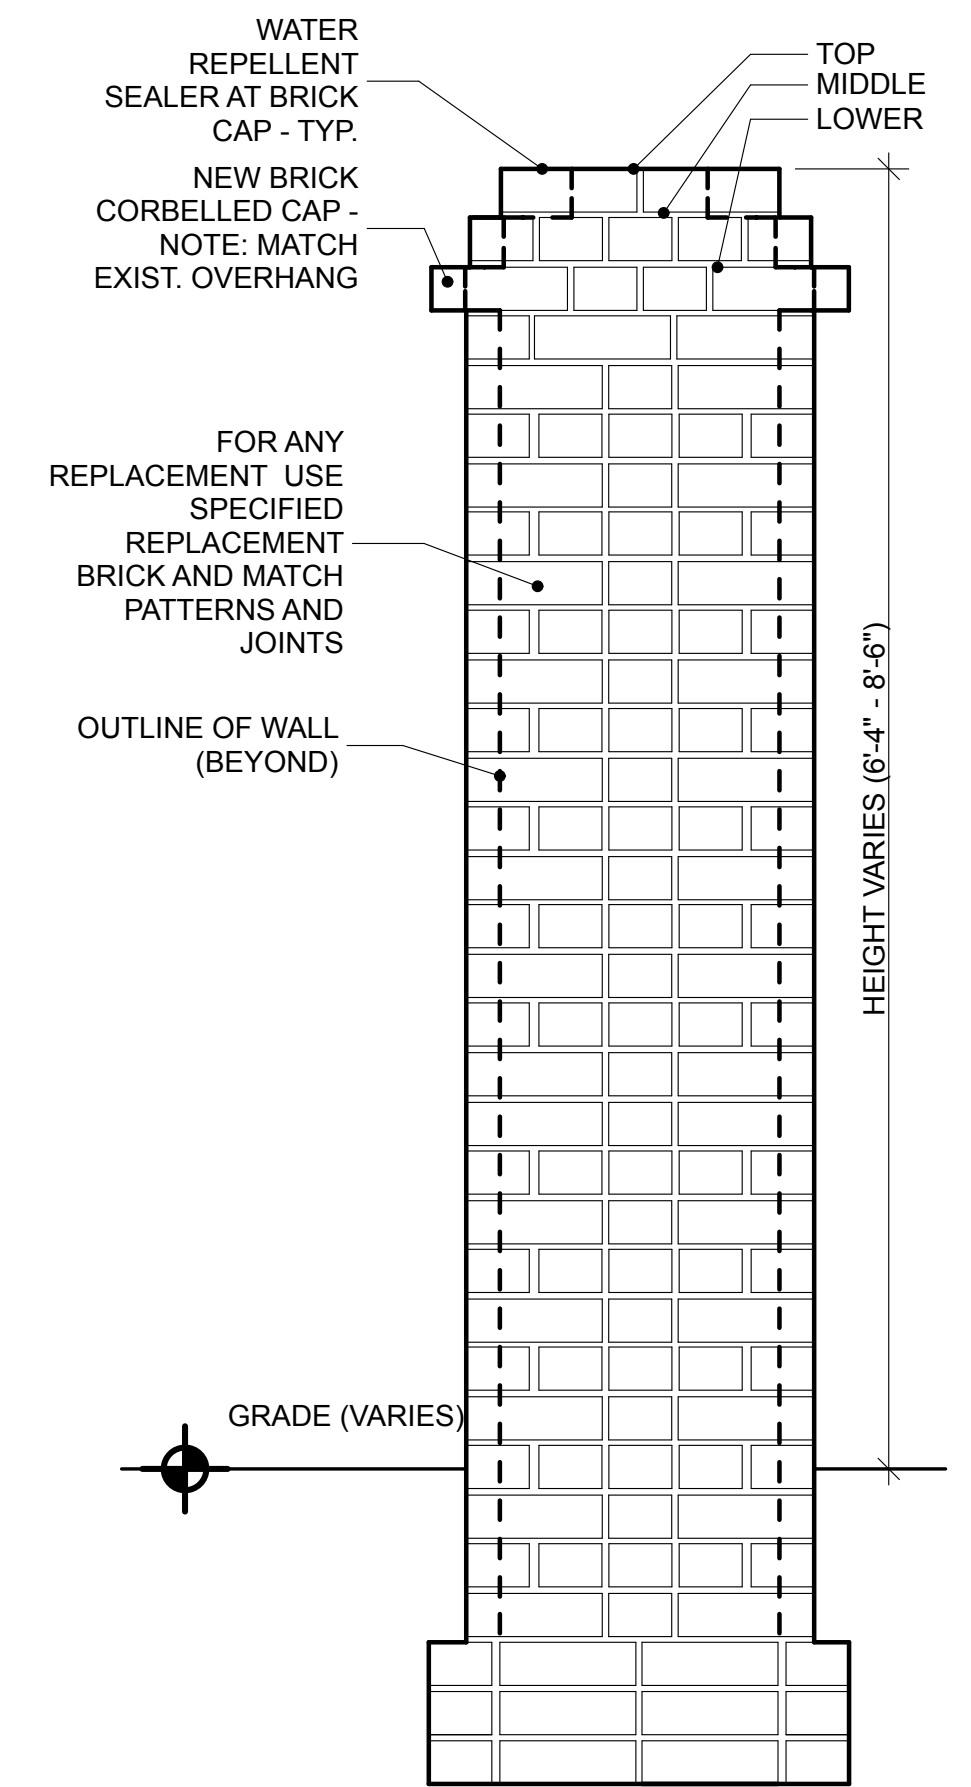 WATER
REPELLENT
SEALER AT BRICK
CAP - TYP.
TOP
MIDDLE
LOWER
NEW BRICK
CORBELLED CAP -
NOTE: MATCH
EXIST. OVERHANG
FOR ANY
REPLACEMENT  USE
SPECIFIED
REPLACEMENT
BRICK AND MATCH
PATTERNS AND
JOINTS
OUTLINE OF WALL
(BEYOND)
HEIGHT VARIES (6'-4" - 8'-6")
GRADE (VARIES)